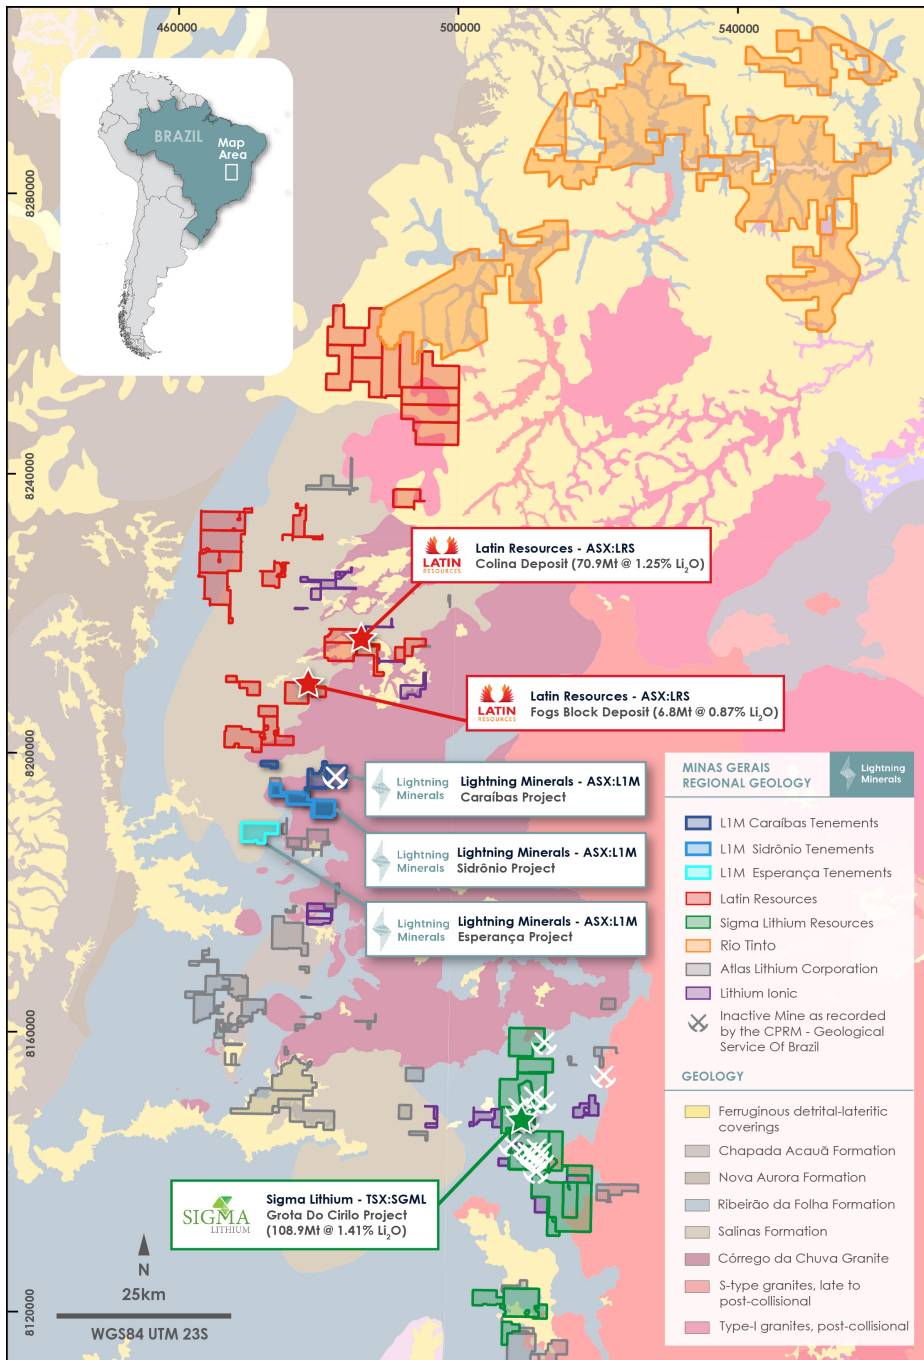 460000
500000
540000
8280000
8240000
8200000
8160000
8120000
BRAZIL
Map
Area
LATIN
RESOURCES
Latin Resources - ASX:LRS
Colina Deposit (70.9Mt @ 1.25% Li₂O)
LATIN
RESOURCES
Latin Resources - ASX:LRS
Fogs Block Deposit (6.8Mt @ 0.87% Li₂O)
Lightning
Minerals
Lightning Minerals - ASX:L1M
Caraíbas Project
Lightning
Minerals
Lightning Minerals - ASX:L1M
Sidrônio Project
Lightning
Minerals
Lightning Minerals - ASX:L1M
Esperança Project
SIGMA
LITHIUM
Sigma Lithium - TSX:SGML
Grota Do Cirilo Project
(108.9Mt @ 1.41% Li₂O)
N
25km
WGS84 UTM 23S
MINAS GERAIS
REGIONAL GEOLOGY
Lightning
Minerals
L1M Caraíbas Tenements
L1M Sidrônio Tenements
L1M Esperança Tenements
Latin Resources
Sigma Lithium Resources
Rio Tinto
Atlas Lithium Corporation
Lithium Ionic
Inactive Mine as recorded
by the CPRM - Geological
Service Of Brazil
GEOLOGY
Ferruginous detrital-lateritic
coverings
Chapada Acauã Formation
Nova Aurora Formation
Ribeirão da Folha Formation
Salinas Formation
Córrego da Chuva Granite
S-type granites, late to
post-collisional
Type-I granites, post-collisional